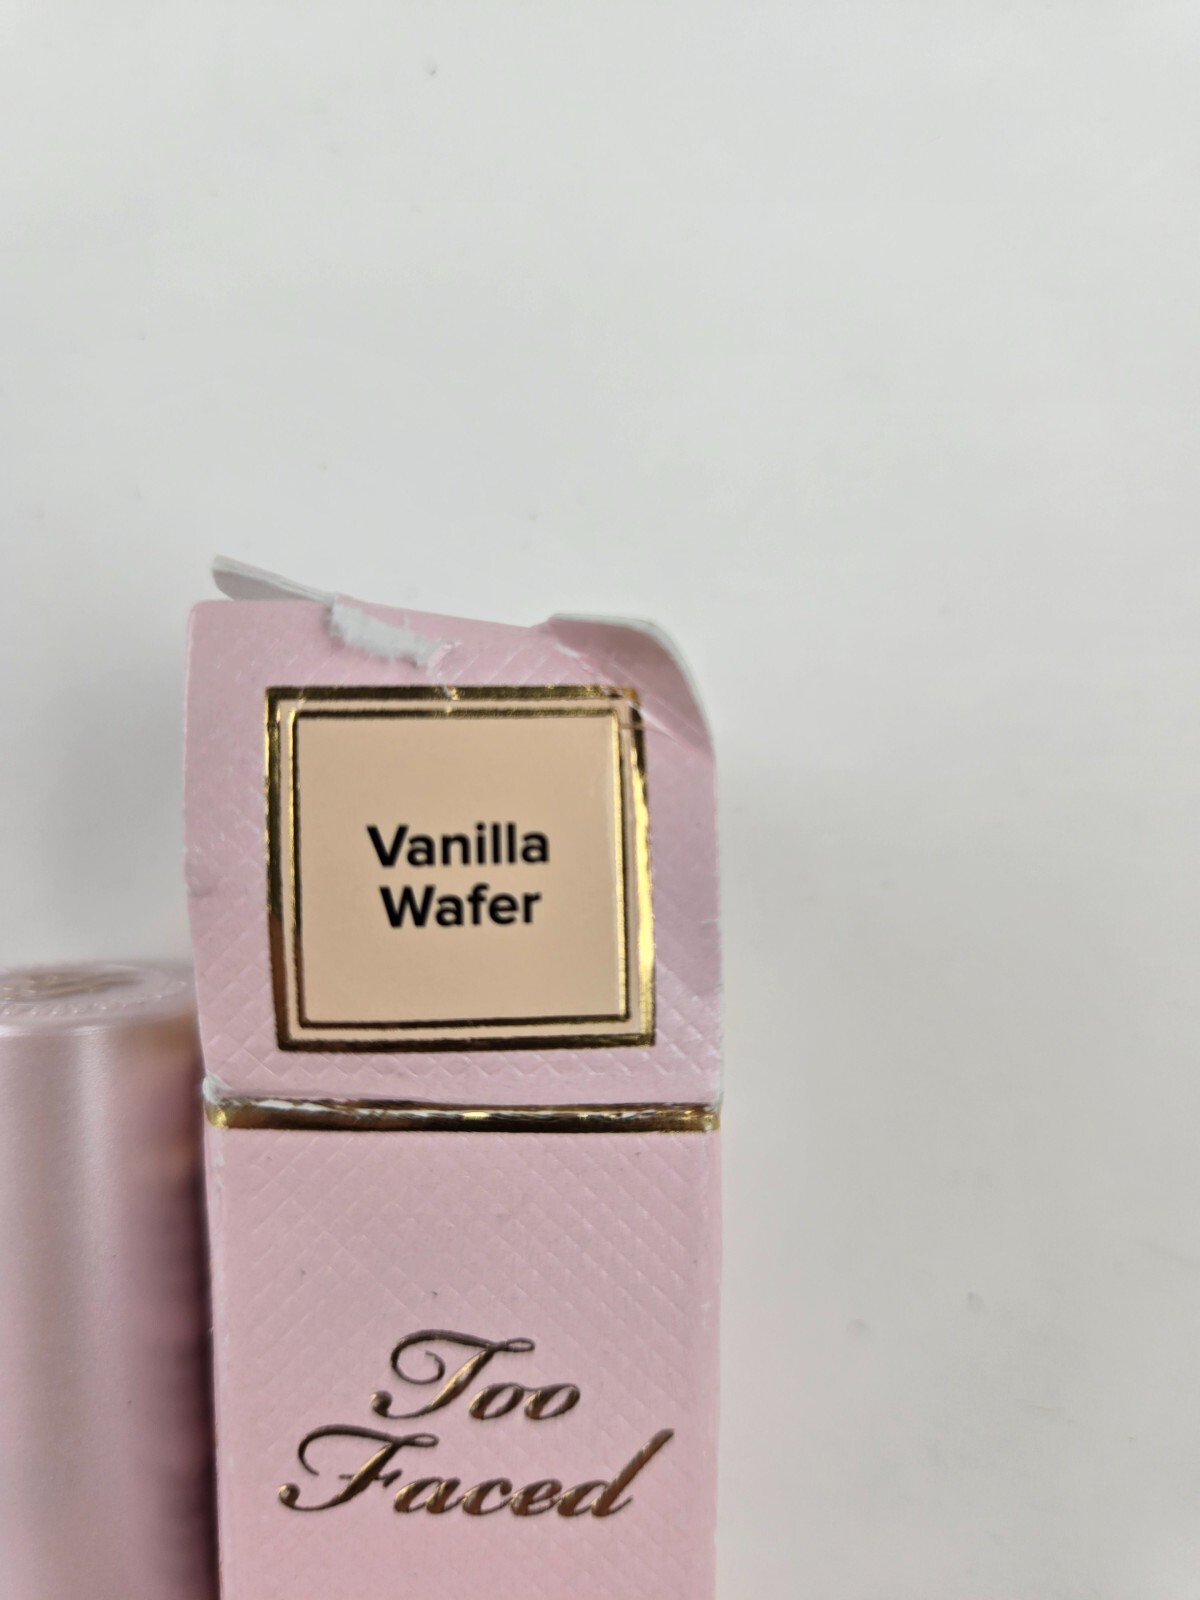 Vanilla
Wafer
Too
Faced